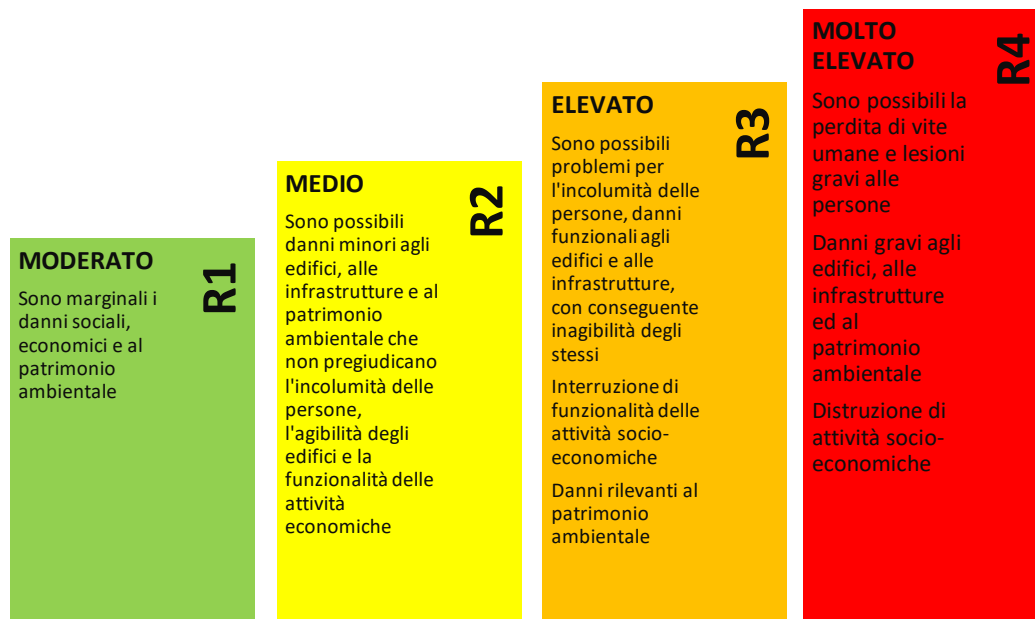 MODERATO
R1
Sono marginali i
danni sociali,
economici e al
patrimonio
ambientale
MEDIO
R2
Sono possibili
danni minori agli
edifici, alle
infrastrutture e al
patrimonio
ambientale che
non pregiudicano
l'incolumità delle
persone,
l'agibilità degli
edifici e la
funzionalità delle
attività
economiche
ELEVATO
R3
Sono possibili
problemi per
l'incolumità delle
persone, danni
funzionali agli
edifici e alle
infrastrutture,
con conseguente
inagibilità degli
stessi
Interruzione di
funzionalità delle
attività socio-
economiche
Danni rilevanti al
patrimonio
ambientale
MOLTO
ELEVATO
R4
Sono possibili la
perdita di vite
umane e lesioni
gravi alle
persone
Danni gravi agli
edifici, alle
infrastrutture
ed al
patrimonio
ambientale
Distruzione di
attività socio-
economiche